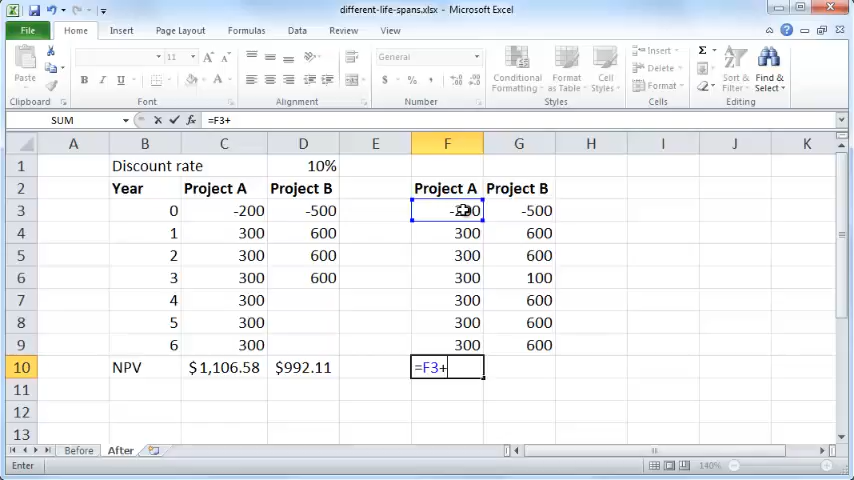 different-life-spans.xlsx - Microsoft Excel
File Home Insert Page Layout Formulas Data Review View
Paste
B I U
11 A A
General
$ % ,
Conditional Formatting
Format as Table
Cell Styles
Insert
Delete
Format
Σ
Sort & Filter
Find & Select
Clipboard Font Alignment Number Styles Cells Editing
SUM fx =F3+
A B C D E F G H I J K
1 Discount rate 10%
2 Year Project A Project B Project A Project B
3 0 -200 -500 -200 -500
4 1 300 600 300 600
5 2 300 600 300 600
6 3 300 600 300 100
7 4 300 300 600
8 5 300 300 600
9 6 300 300 600
10 NPV $1,106.58 $992.11 =F3+
11
12
13
Before After
Enter 140%